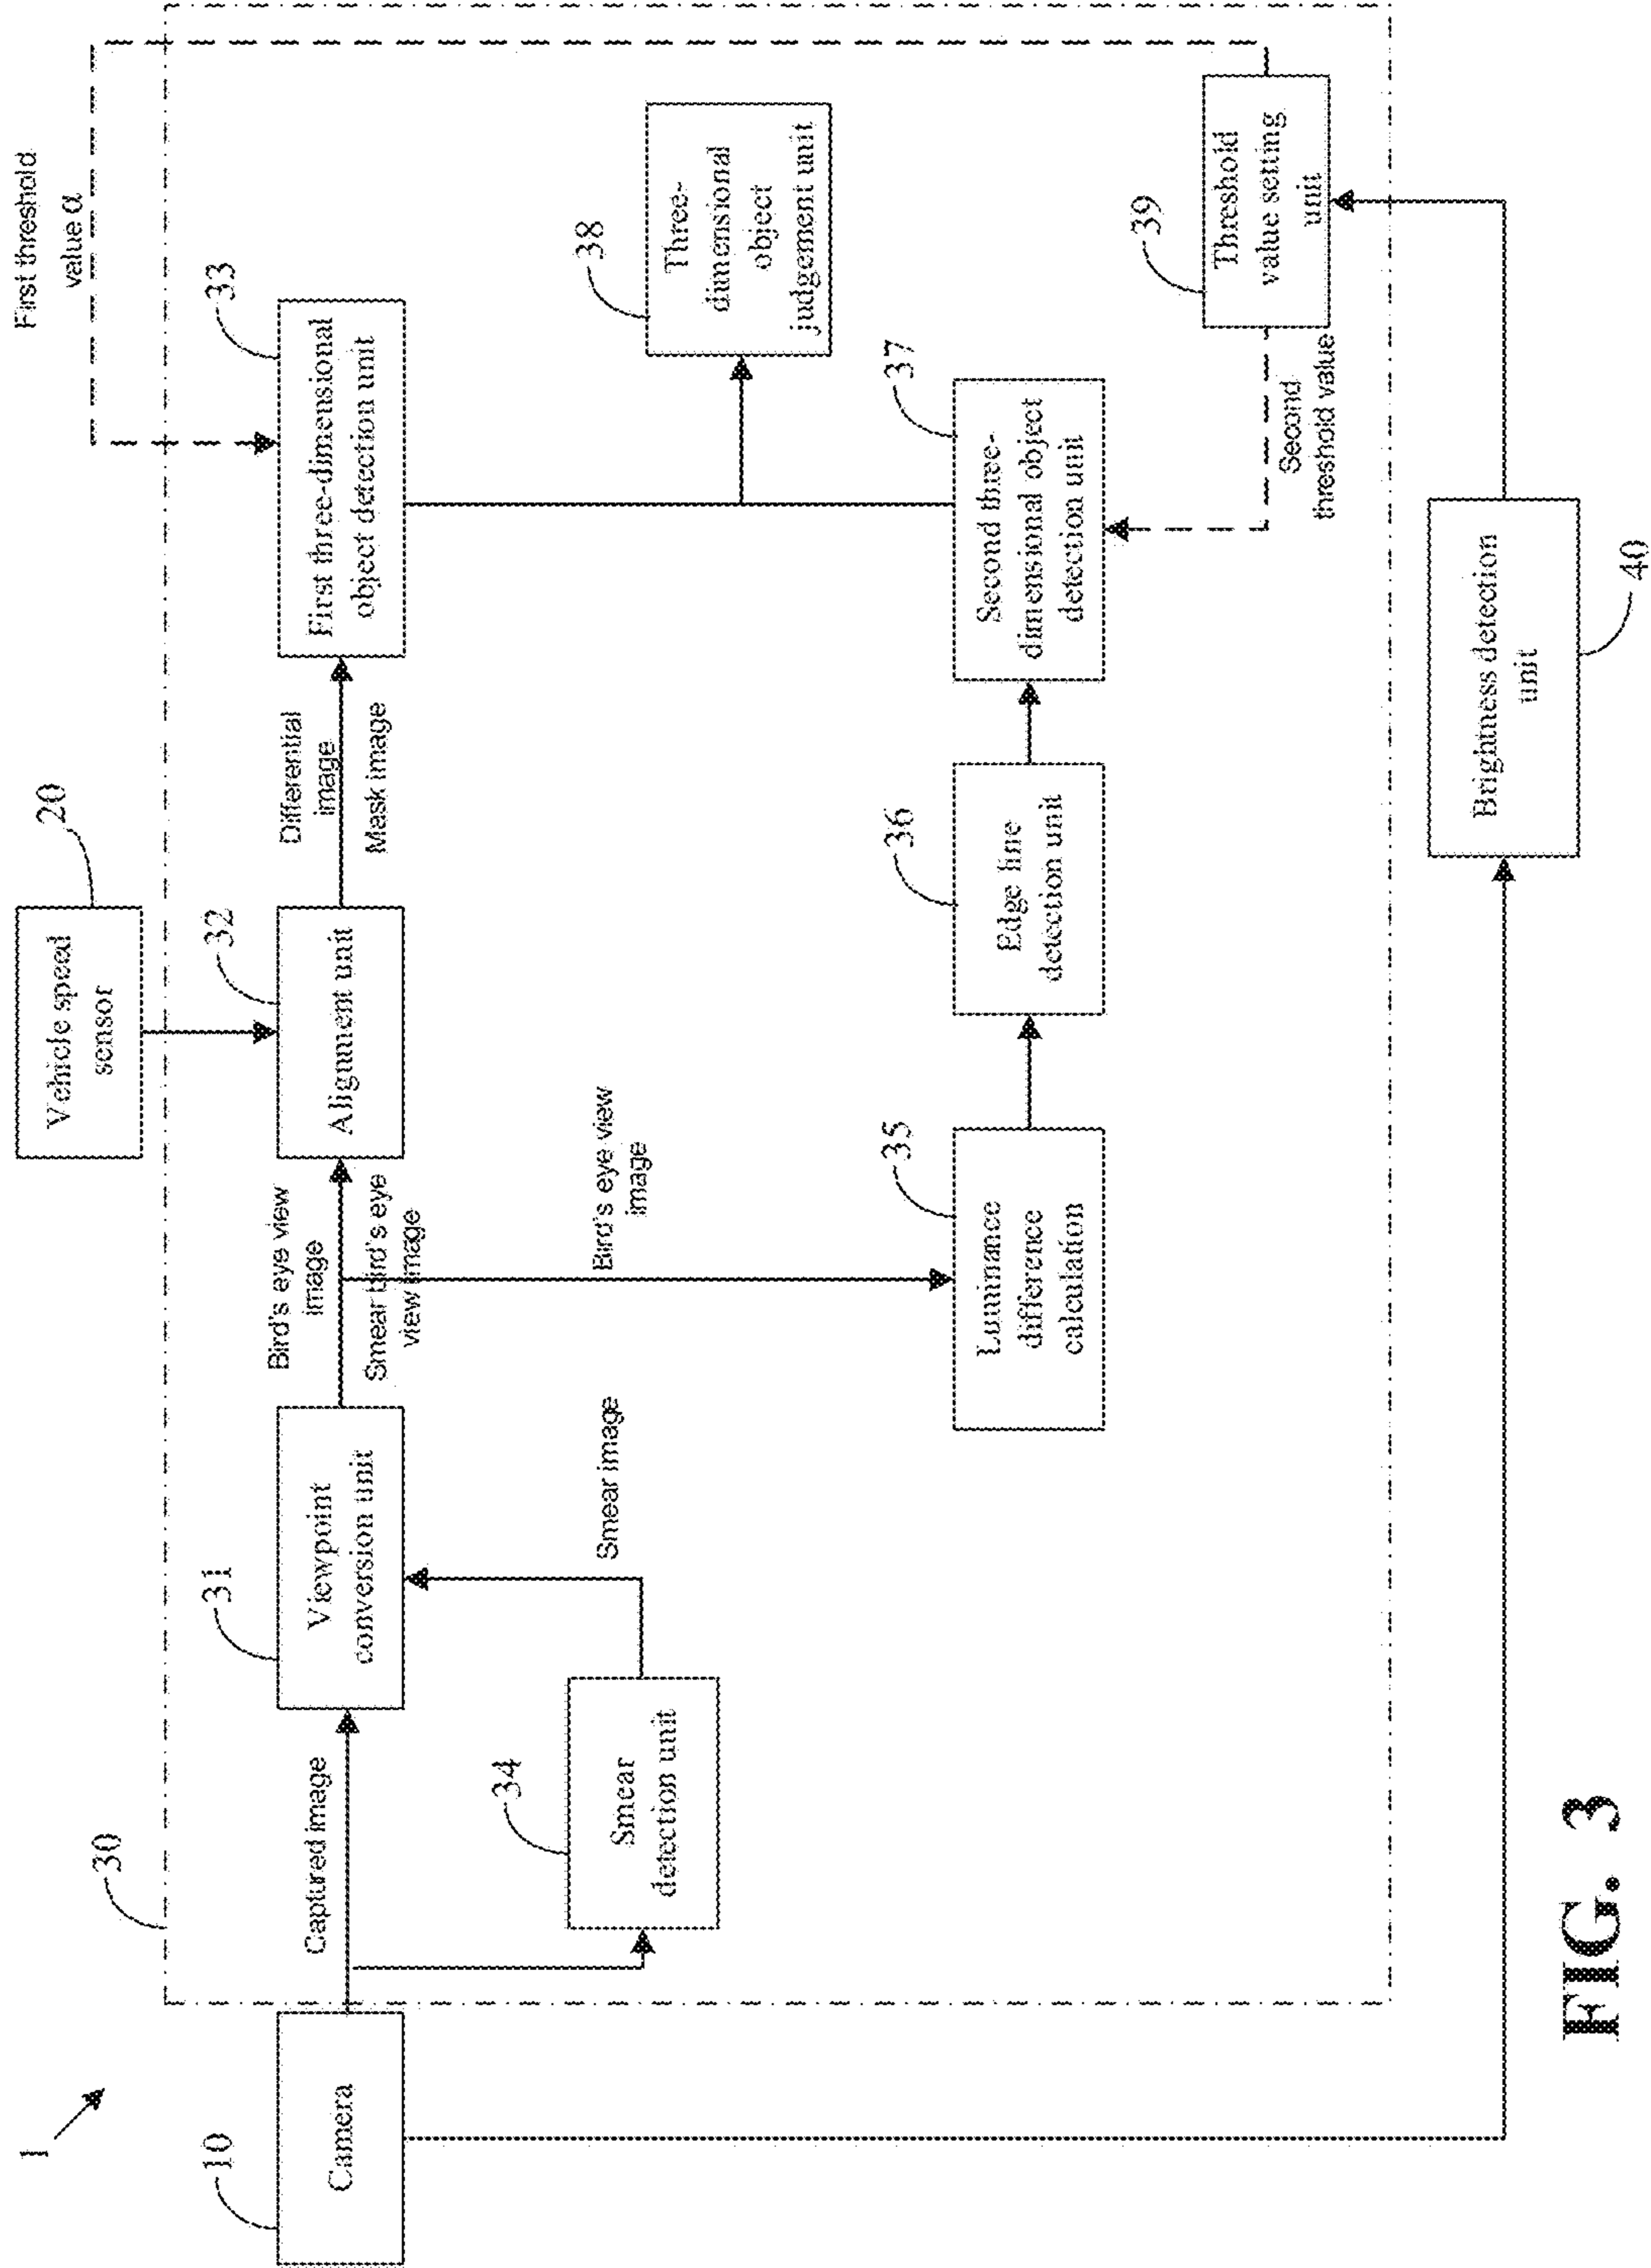 1
10
Camera
30
Captured image
34
Smear
detection unit
Smear image
31
Viewpoint
conversion unit
Bird's eye view
image
Smear bird's eye
view image
Bird's eye view
image
20
Vehicle speed
sensor
32
Alignment unit
Differential
image
Mask image
33
First three-dimensional
object detection unit
First threshold
value α
35
Luminance
difference
calculation
36
Edge line
detection unit
37
Second three-
dimensional object
detection unit
38
Three-
dimensional
object
judgement unit
39
Threshold
value setting
unit
Second
threshold value
Brightness detection
unit
40
FIG. 3